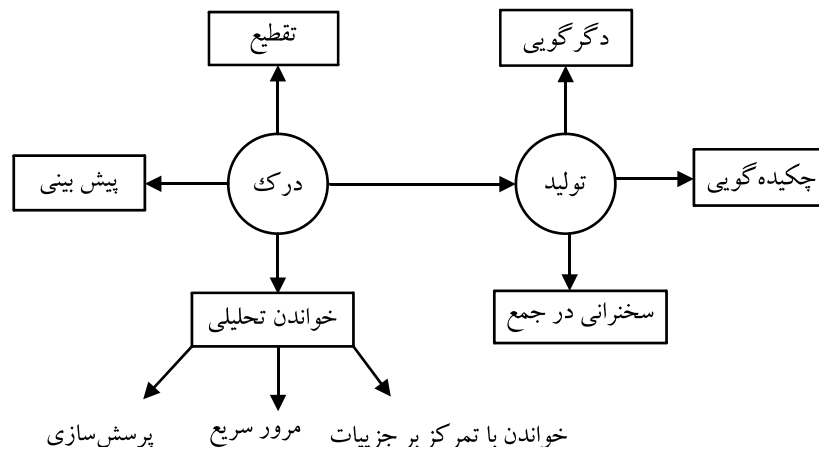 دگرگویی
تقطیع
چکیده‌گویی
تولید
درک
پیش بینی
سخنرانی در جمع
خواندن تحلیلی
خواندن با تمرکز بر جزییات
مرور سریع
پرسش‌سازی